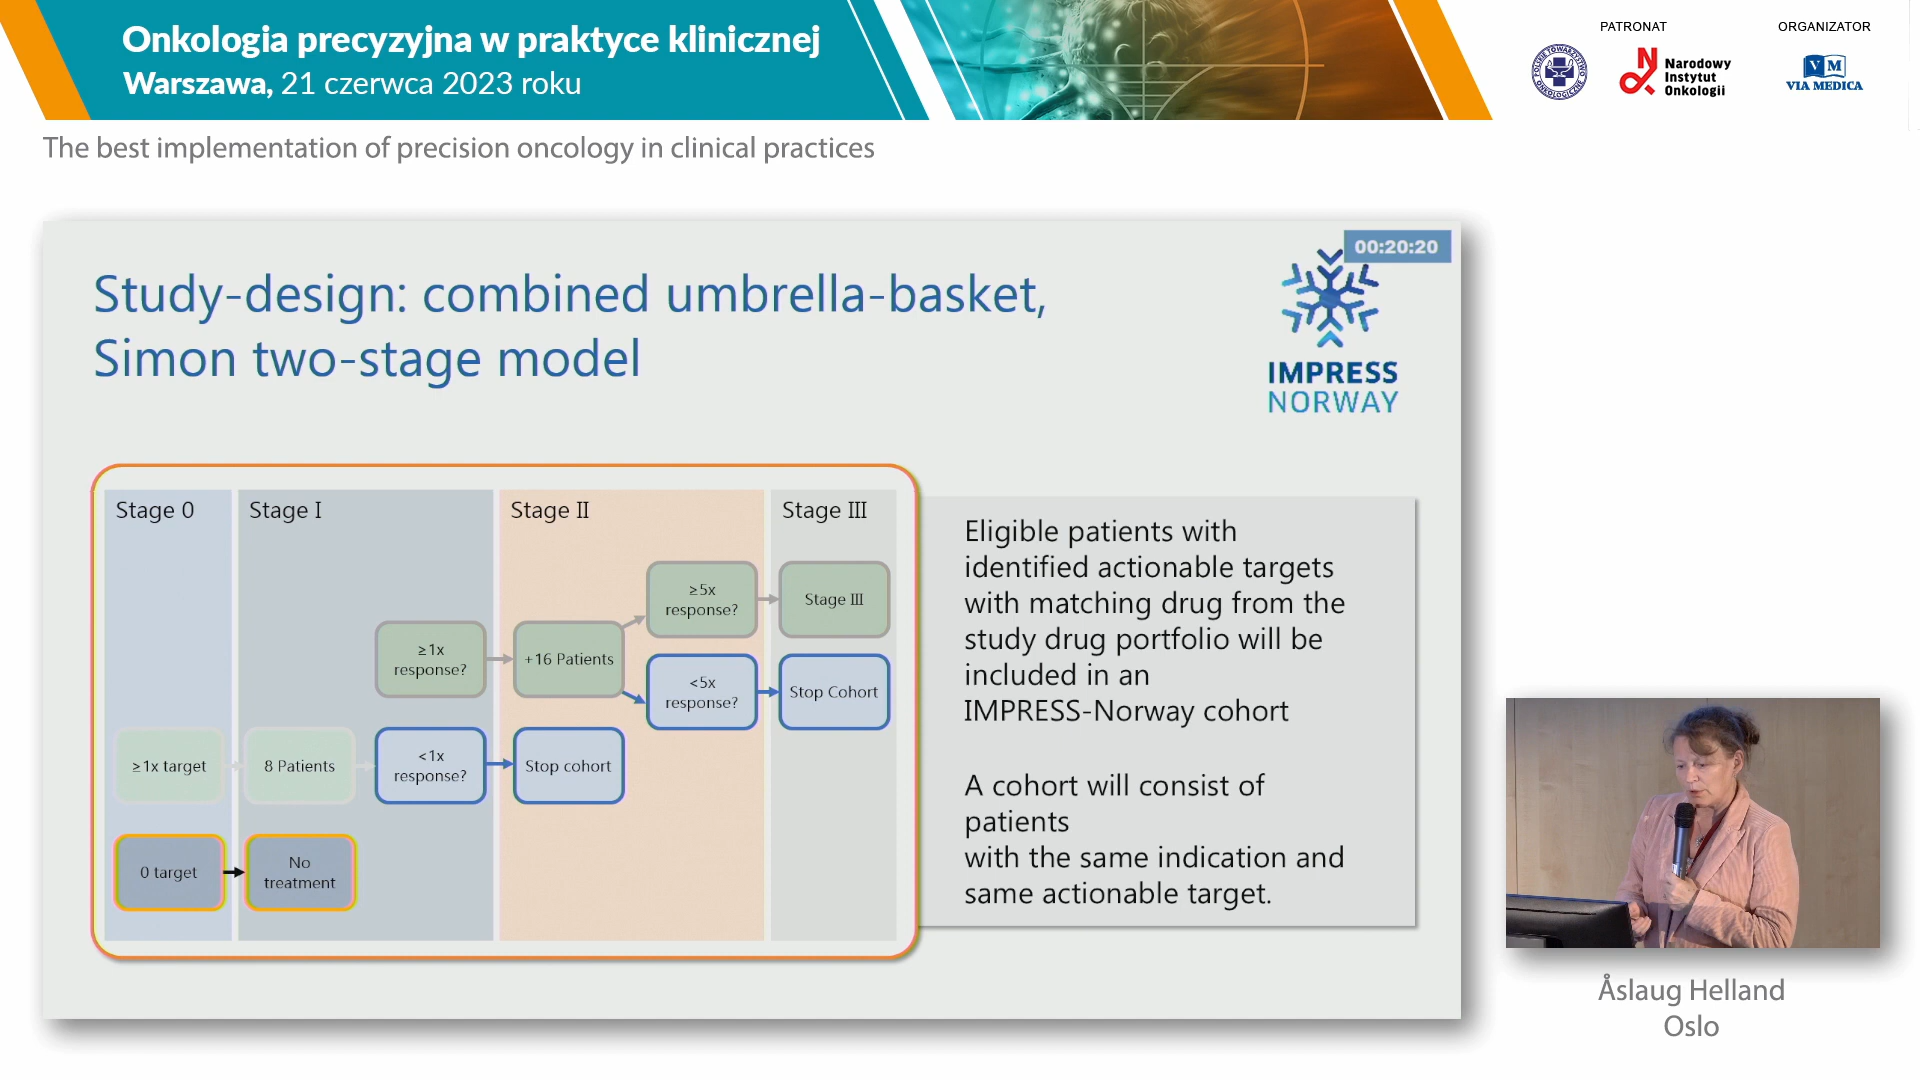 Onkologia precyzyjna w praktyce klinicznej
Warszawa, 21 czerwca 2023 roku
PATRONAT
ORGANIZATOR
POLSKIE TOWARZYSTWO
ONKOLOGICZNE
Narodowy
Instytut
Onkologii
VM
VIA MEDICA
The best implementation of precision oncology in clinical practices
00:20:20
Study-design: combined umbrella-basket,
Simon two-stage model
IMPRESS
NORWAY
Stage 0
Stage I
Stage II
Stage III
≥5x
response?
Stage III
≥1x
response?
+16 Patients
<5x
response?
Stop Cohort
≥1x target
8 Patients
<1x
response?
Stop cohort
0 target
No
treatment
Eligible patients with
identified actionable targets
with matching drug from the
study drug portfolio will be
included in an
IMPRESS-Norway cohort
A cohort will consist of
patients
with the same indication and
same actionable target.
Åslaug Helland
Oslo